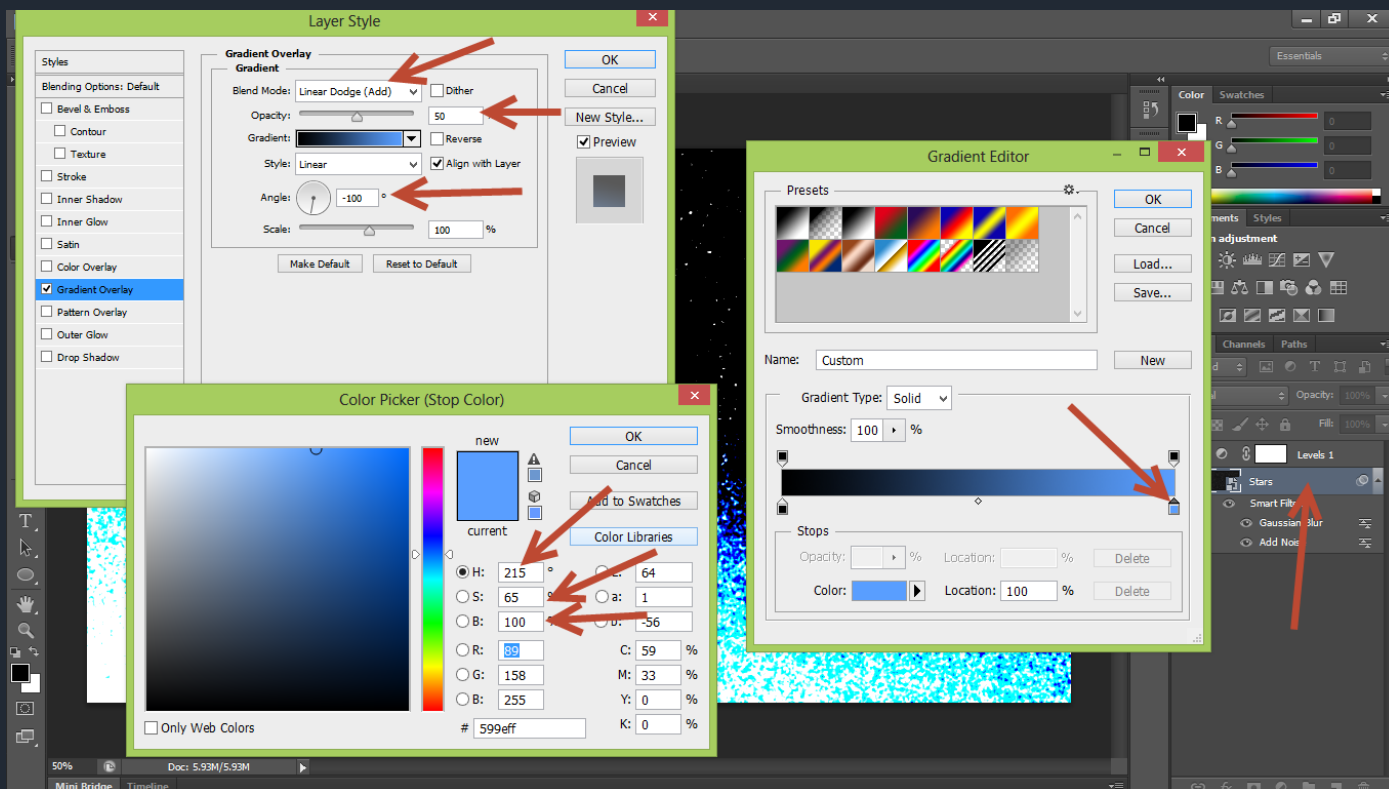 Layer Style
Essentials
Styles
Blending Options: Default
Bevel & Emboss
Contour
Texture
Stroke
Inner Shadow
Inner Glow
Satin
Color Overlay
Gradient Overlay
Pattern Overlay
Outer Glow
Drop Shadow
Gradient Overlay
Gradient
Blend Mode: Linear Dodge (Add) Dither
Opacity: 50
Gradient: Reverse
Style: Linear Align with Layer
Angle: -100 °
Scale: 100 %
Make Default Reset to Default
OK
Cancel
New Style...
Preview
Color Swatches
R 0
G 0
B 0
Styles
adjustment
Channels Paths
Opacity: 100%
Fill: 100%
Levels 1
Stars
Smart
Gaussian Blur
Add
Gradient Editor
Presets
OK
Cancel
Load...
Save...
Name: Custom New
Gradient Type: Solid
Smoothness: 100 %
Stops
Opacity: % Location: % Delete
Color: Location: 100 % Delete
Color Picker (Stop Color)
new
current
OK
Cancel
Add to Swatches
Color Libraries
H: 215 °
S: 65
B: 100
R: 89
G: 158
B: 255
# 599eff
64
a: 1
-56
C: 59 %
M: 33 %
Y: 0 %
K: 0 %
Only Web Colors
50% Doc: 5.93M/5.93M
Mini Bridge Timeline